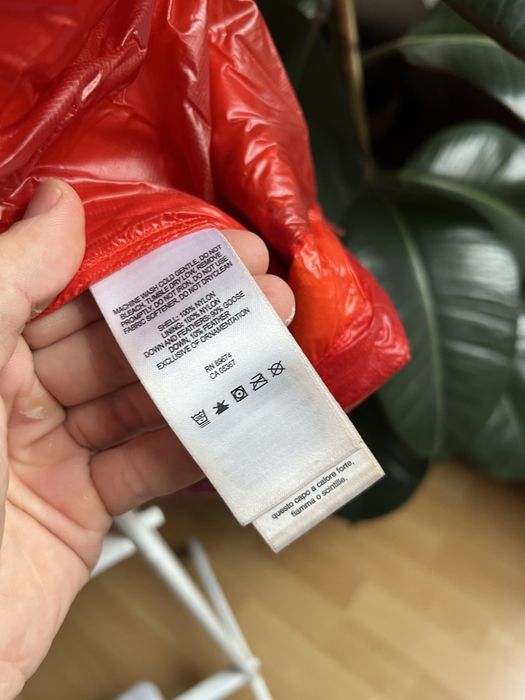 MACHINE WASH COLD GENTLE, DO NOT
BLEACH, TUMBLE DRY LOW, REMOVE
PROMPTLY, DO NOT IRON, DO NOT USE
FABRIC SOFTENER, DO NOT DRYCLEAN
SHELL: 100% NYLON
LINING: 100% NYLON
DOWN AND FEATHERS: 90% GOOSE
DOWN, 10% FEATHER
EXCLUSIVE OF ORNAMENTATION
RN 59674
CA 05367
questo capo a calore forte,
fiamma o scintille.